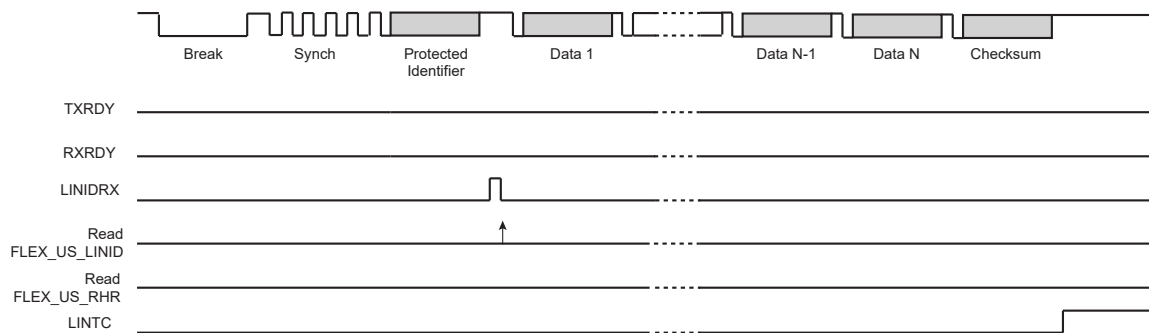 Break Synch Protected Data 1 Data N-1 Data N Checksum
Identifier
TXRDY
RXRDY
LINIDRX
Read
FLEX_US_LINID
Read
FLEX_US_RHR
LINTC